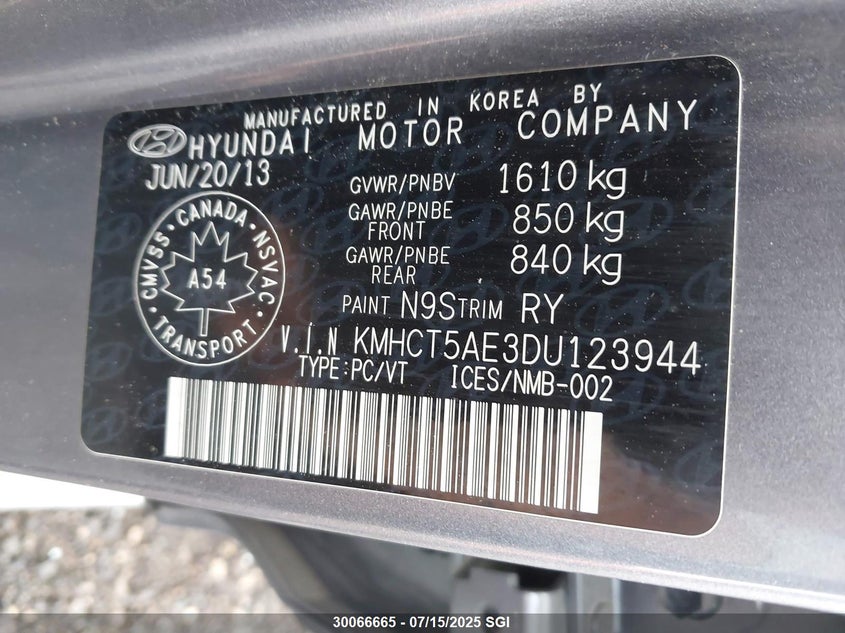 MANUFACTURED IN KOREA BY
HYUNDAI MOTOR COMPANY
JUN/20/13
GVWR/PNBV 1610 kg
GAWR/PNBE FRONT 850 kg
GAWR/PNBE REAR 840 kg
CMVSS · CANADA · NSVAC · TRANSPORT
A54
PAINT N9S TRIM RY
V.I.N KMHCT5AE3DU123944
TYPE:PC/VT ICES/NMB-002
30066665 - 07/15/2025 SGI